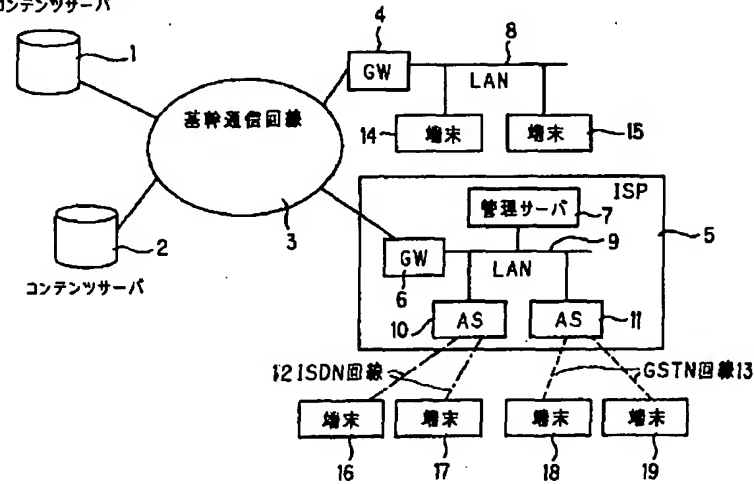 コンテンツサーバ
1
4
8
GW
LAN
基幹通信回線
14
端末
端末
15
ISP
管理サーバ
7
5
2
3
9
コンテンツサーバ
GW
LAN
6
10
AS
AS
11
12 ISDN回線
GSTN回線13
端末
端末
端末
端末
16
17
18
19